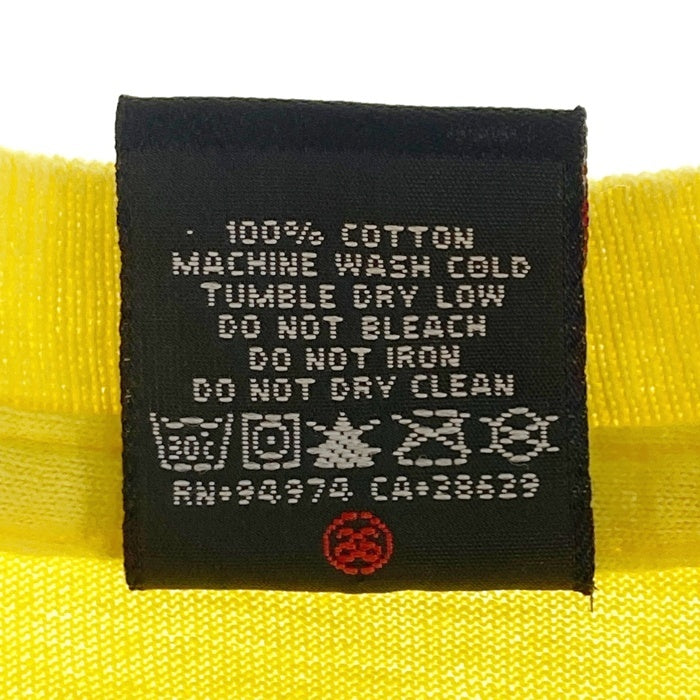 100% COTTON
MACHINE WASH COLD
TUMBLE DRY LOW
DO NOT BLEACH
DO NOT IRON
DO NOT DRY CLEAN
30C
RN#94974 CA#28629